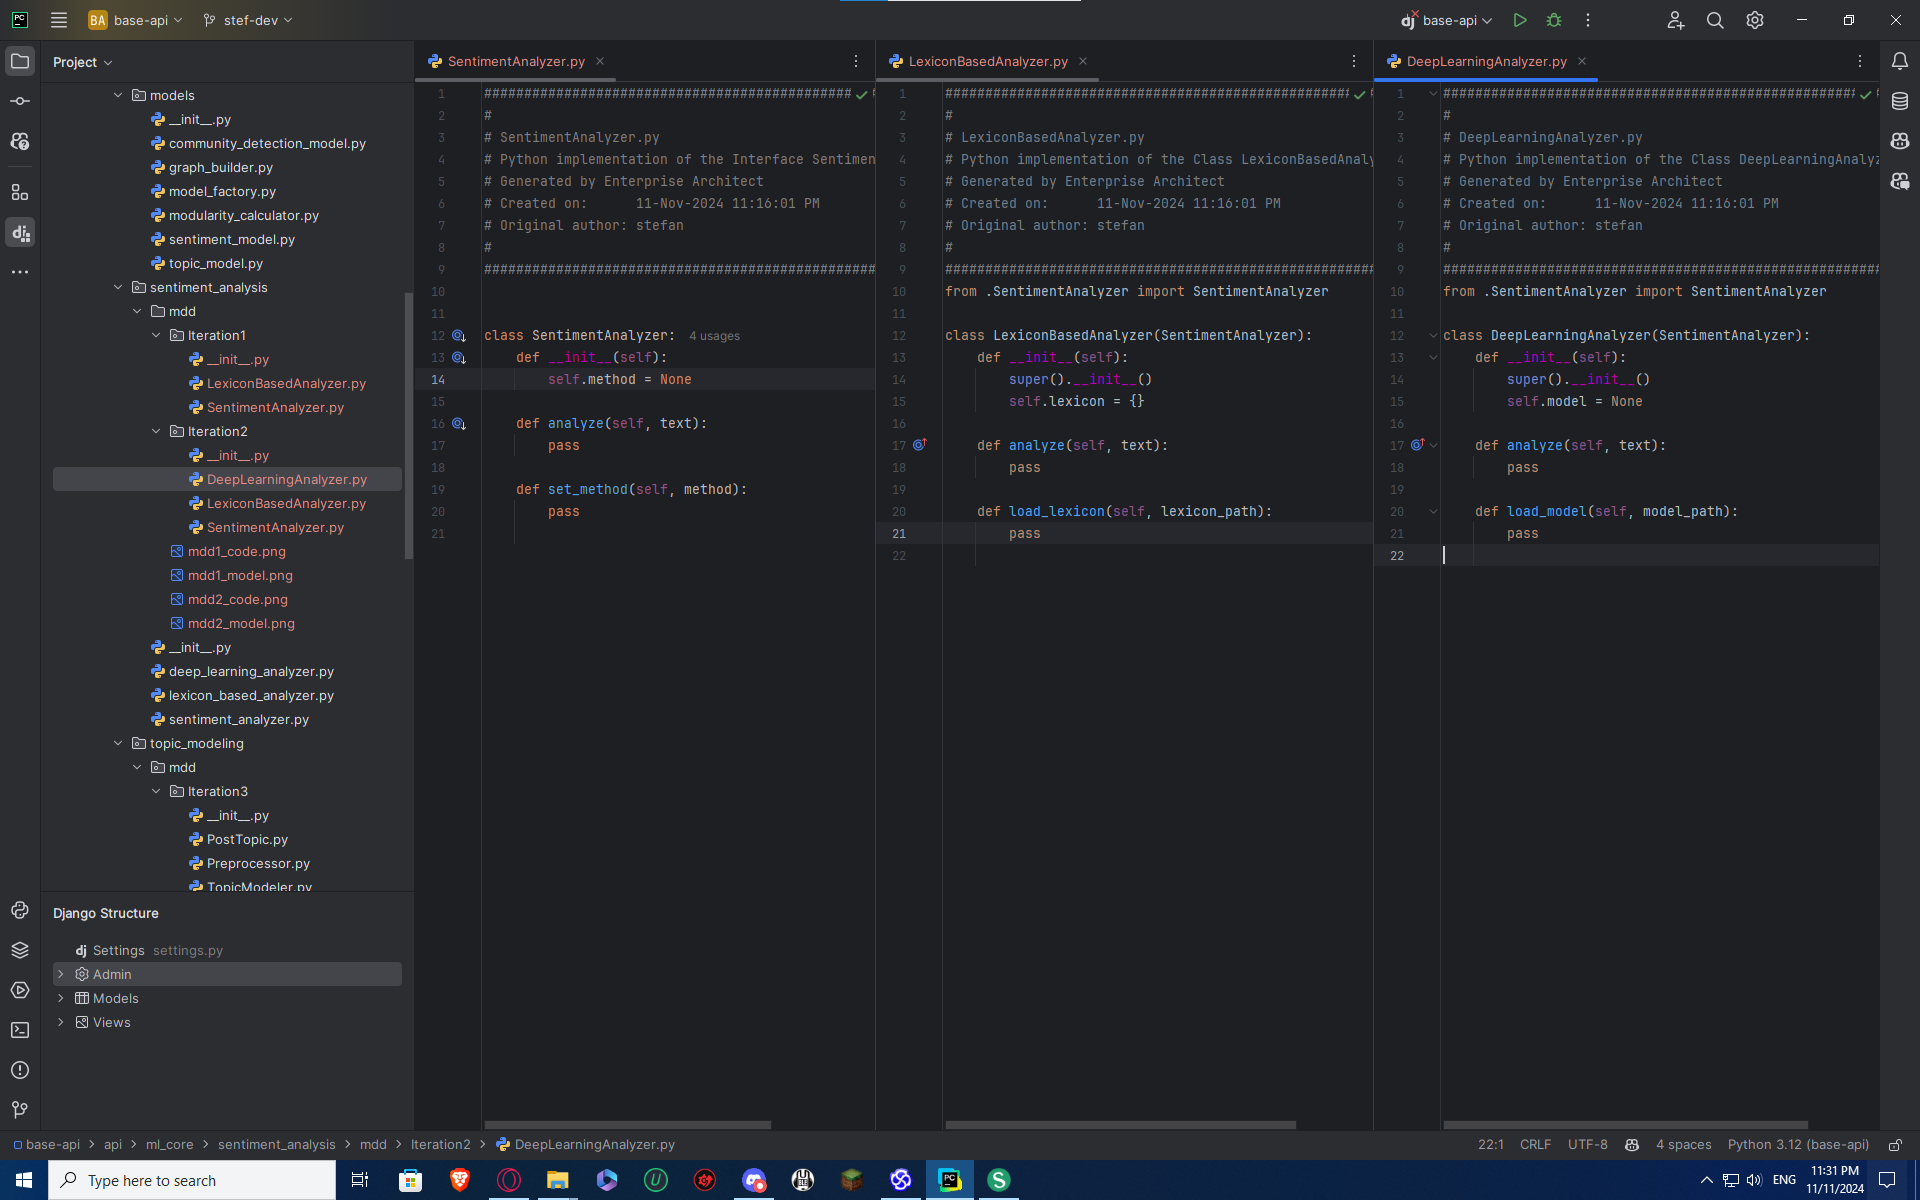 PC
BA base-api
stef-dev
dj base-api
Project
models
__init__.py
community_detection_model.py
graph_builder.py
model_factory.py
modularity_calculator.py
sentiment_model.py
topic_model.py
sentiment_analysis
mdd
Iteration1
__init__.py
LexiconBasedAnalyzer.py
SentimentAnalyzer.py
Iteration2
__init__.py
DeepLearningAnalyzer.py
LexiconBasedAnalyzer.py
SentimentAnalyzer.py
mdd1_code.png
mdd1_model.png
mdd2_code.png
mdd2_model.png
__init__.py
deep_learning_analyzer.py
lexicon_based_analyzer.py
sentiment_analyzer.py
topic_modeling
mdd
Iteration3
__init__.py
PostTopic.py
Preprocessor.py
TopicModeler.py
Django Structure
dj Settings settings.py
Admin
Models
Views
SentimentAnalyzer.py
1 ##############################################
2 #
3 # SentimentAnalyzer.py
4 # Python implementation of the Interface Sentimen
5 # Generated by Enterprise Architect
6 # Created on:      11-Nov-2024 11:16:01 PM
7 # Original author: stefan
8 #
9 #################################################
10
11
12 class SentimentAnalyzer: 4 usages
13     def __init__(self):
14         self.method = None
15
16     def analyze(self, text):
17         pass
18
19     def set_method(self, method):
20         pass
21
LexiconBasedAnalyzer.py
1 ###################################################
2 #
3 # LexiconBasedAnalyzer.py
4 # Python implementation of the Class LexiconBasedAnaly
5 # Generated by Enterprise Architect
6 # Created on:      11-Nov-2024 11:16:01 PM
7 # Original author: stefan
8 #
9 ######################################################
10 from .SentimentAnalyzer import SentimentAnalyzer
11
12 class LexiconBasedAnalyzer(SentimentAnalyzer):
13     def __init__(self):
14         super().__init__()
15         self.lexicon = {}
16
17     def analyze(self, text):
18         pass
19
20     def load_lexicon(self, lexicon_path):
21         pass
22
DeepLearningAnalyzer.py
1 ####################################################
2 #
3 # DeepLearningAnalyzer.py
4 # Python implementation of the Class DeepLearningAnalyz
5 # Generated by Enterprise Architect
6 # Created on:      11-Nov-2024 11:16:01 PM
7 # Original author: stefan
8 #
9 #######################################################
10 from .SentimentAnalyzer import SentimentAnalyzer
11
12 class DeepLearningAnalyzer(SentimentAnalyzer):
13     def __init__(self):
14         super().__init__()
15         self.model = None
16
17     def analyze(self, text):
18         pass
19
20     def load_model(self, model_path):
21         pass
22
base-api > api > ml_core > sentiment_analysis > mdd > Iteration2 > DeepLearningAnalyzer.py
22:1 CRLF UTF-8 4 spaces Python 3.12 (base-api)
Type here to search
PC
S
ENG
11:31 PM
11/11/2024